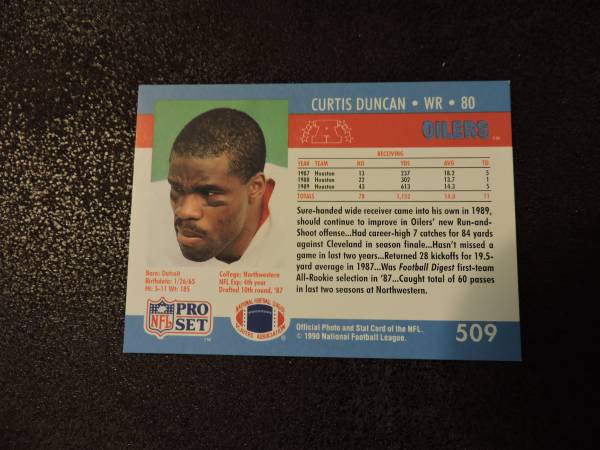 CURTIS DUNCAN • WR • 80
OILERS
RECEIVING
YEAR TEAM NO YDS AVG TD
1987 Houston 13 237 18.2 5
1988 Houston 22 302 13.7 1
1989 Houston 43 613 14.3 5
TOTALS 78 1,152 14.8 11
Sure-handed wide receiver came into his own in 1989,
should continue to improve in Oilers' new Run-and-
Shoot offense...Had career-high 7 catches for 84 yards
against Cleveland in season finale...Hasn't missed a
game in last two years...Returned 28 kickoffs for 19.5-
yard average in 1987...Was Football Digest first-team
All-Rookie selection in '87...Caught total of 60 passes
in last two seasons at Northwestern.
Born: Detroit
Birthdate: 1/26/65
Ht: 5-11 Wt: 185
College: Northwestern
NFL Exp: 4th year
Drafted 10th round, '87
NFL
PRO
SET
TM
NATIONAL FOOTBALL LEAGUE
PLAYERS ASSOCIATION
Official Photo and Stat Card of the NFL.
© 1990 National Football League.
509